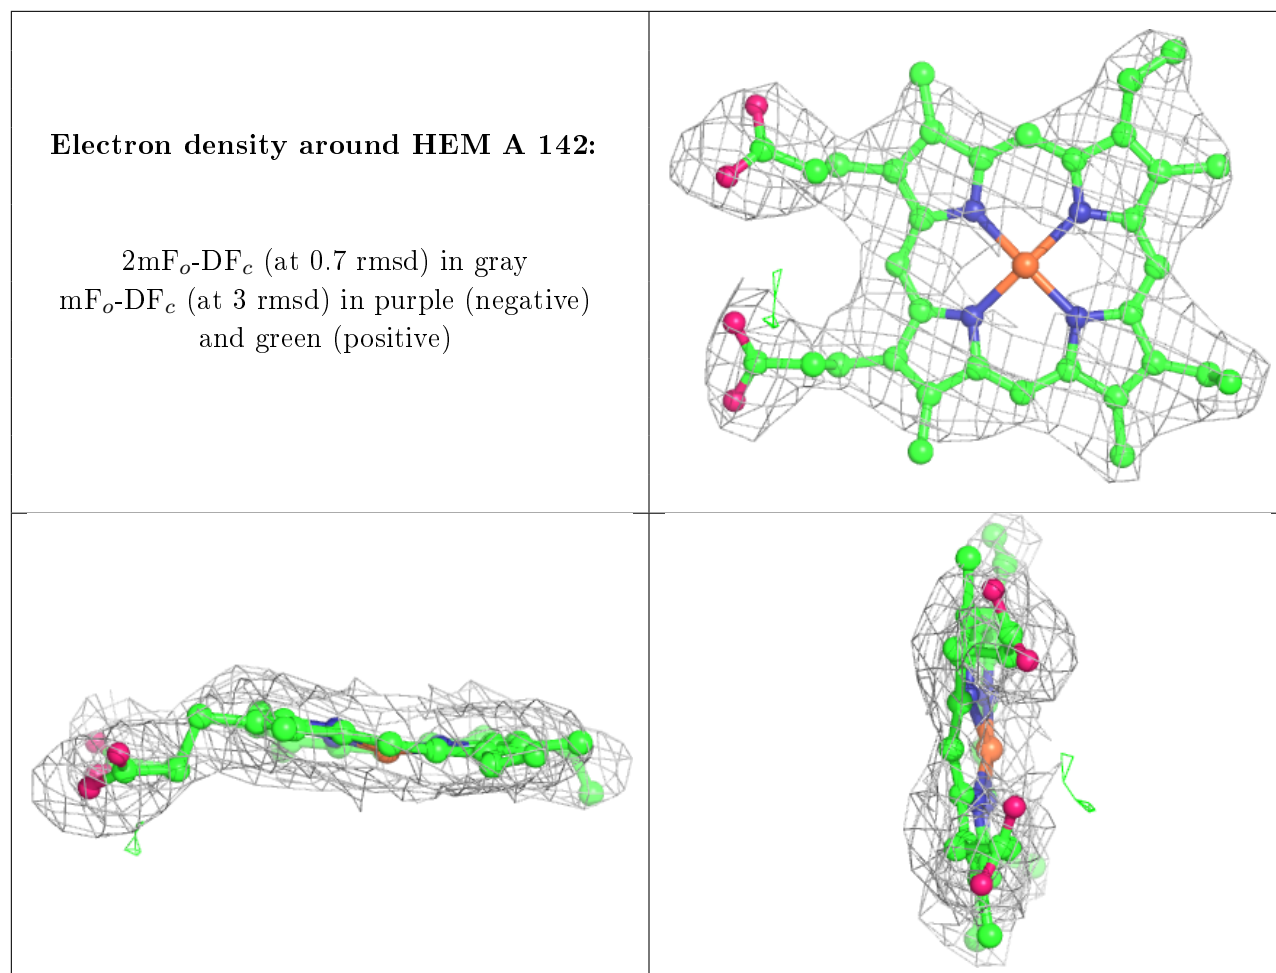 Electron density around HEM A 142:
2mFo-DFc (at 0.7 rmsd) in gray
mFo-DFc (at 3 rmsd) in purple (negative)
and green (positive)